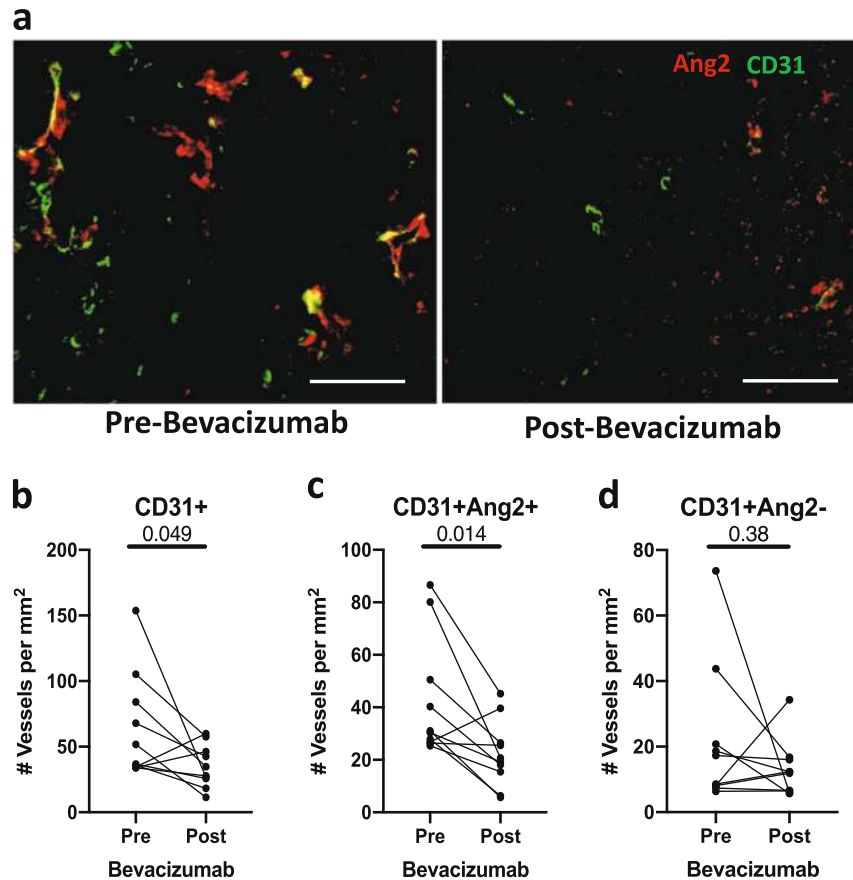 a
Ang2 CD31
Pre-Bevacizumab
Post-Bevacizumab
b
CD31+
0.049
200
150
100
50
0
# Vessels per mm²
Pre Post
Bevacizumab
c
CD31+Ang2+
0.014
100
80
60
40
20
0
# Vessels per mm²
Pre Post
Bevacizumab
d
CD31+Ang2-
0.38
80
60
40
20
0
# Vessels per mm²
Pre Post
Bevacizumab